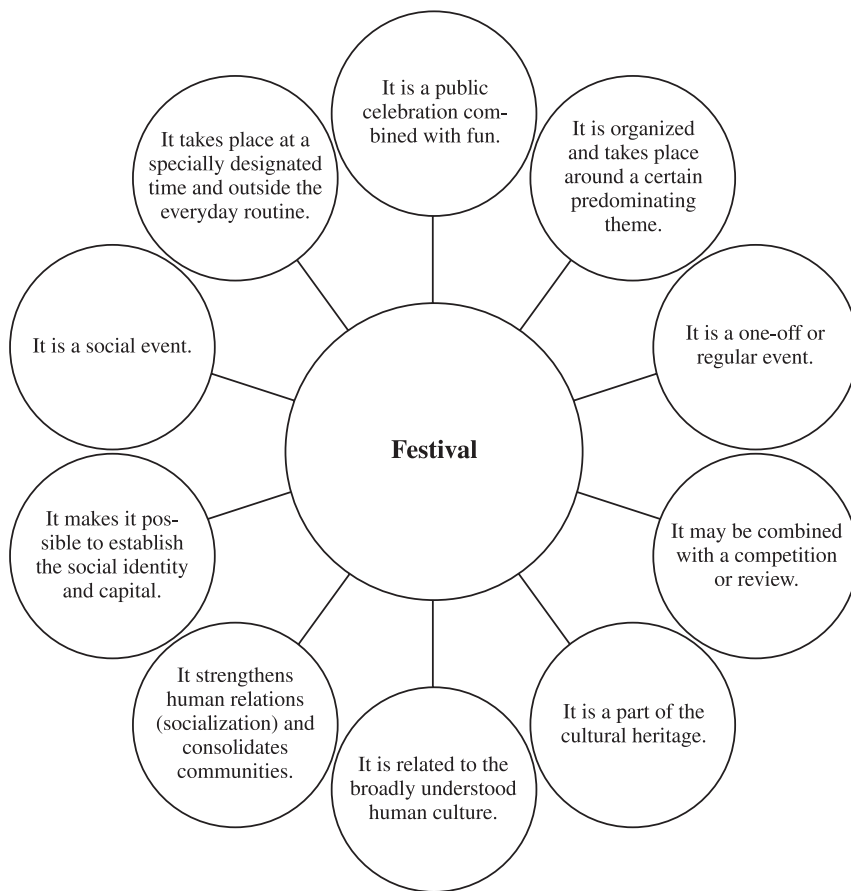 It is a public
celebration com-
bined with fun.
It is organized
and takes place
around a certain
predominating
theme.
It is a one-off or
regular event.
It may be combined
with a competition
or review.
It is a part of the
cultural heritage.
It is related to the
broadly understood
human culture.
It strengthens
human relations
(socialization) and
consolidates
communities.
It makes it pos-
sible to establish
the social identity
and capital.
It is a social event.
It takes place at a
specially designated
time and outside the
everyday routine.
Festival